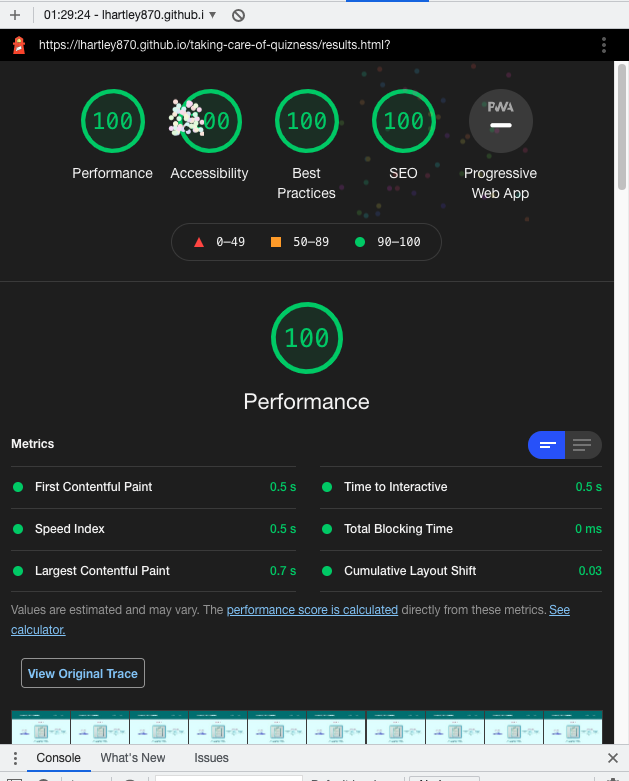 01:29:24 - lhartley870.github.i
https://lhartley870.github.io/taking-care-of-quizness/results.html?
100 00 100 100 PWA
Performance Accessibility Best Practices SEO Progressive Web App
0–49 50–89 90–100
100
Performance
Metrics
First Contentful Paint 0.5 s Time to Interactive 0.5 s
Speed Index 0.5 s Total Blocking Time 0 ms
Largest Contentful Paint 0.7 s Cumulative Layout Shift 0.03
Values are estimated and may vary. The performance score is calculated directly from these metrics. See
calculator.
View Original Trace
Console What's New Issues